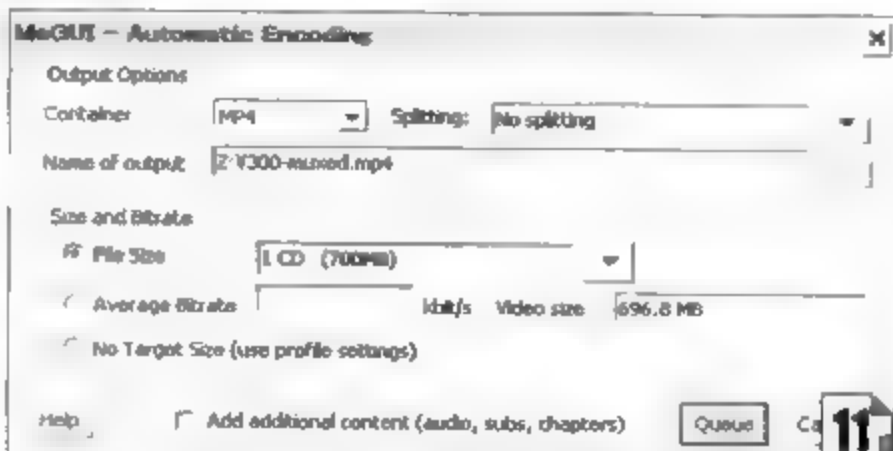 MeGUI - Automatic Encoding
Output Options
Container MP4 Splitting: No splitting
Name of output Z:\300-muxed.mp4
Size and Bitrate
File Size 1 CD (700MB)
Average Bitrate kbit/s Video size 696.8 MB
No Target Size (use profile settings)
Help Add additional content (audio, subs, chapters) Queue Ca
11